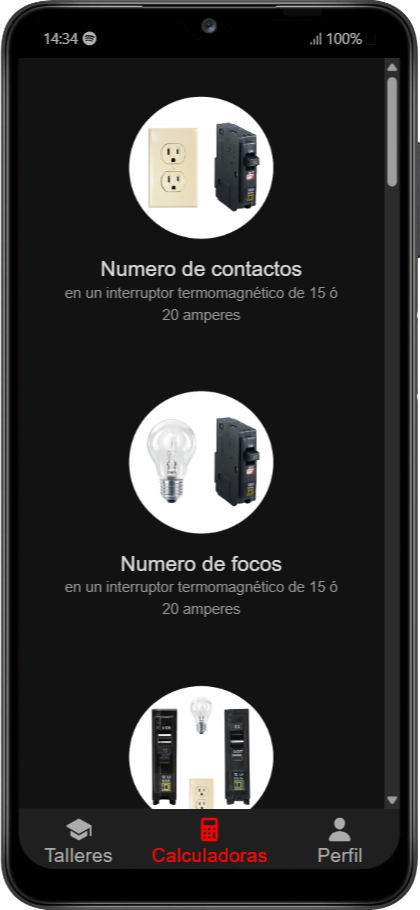 14:34 100%
Numero de contactos
en un interruptor termomagnético de 15 ó
20 amperes
Numero de focos
en un interruptor termomagnético de 15 ó
20 amperes
Talleres Calculadoras Perfil